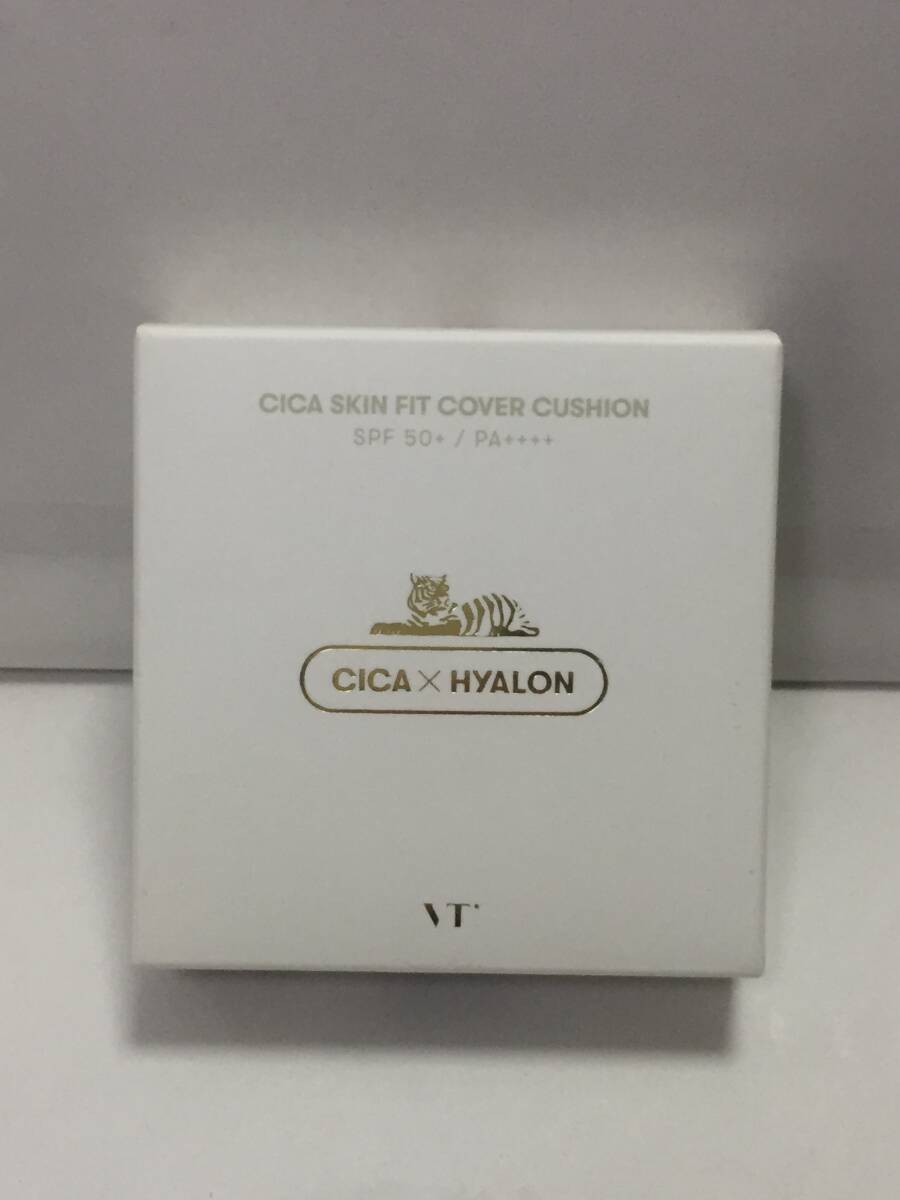 CICA SKIN FIT COVER CUSHION
SPF 50+ / PA++++
CICA × HYALON
VT